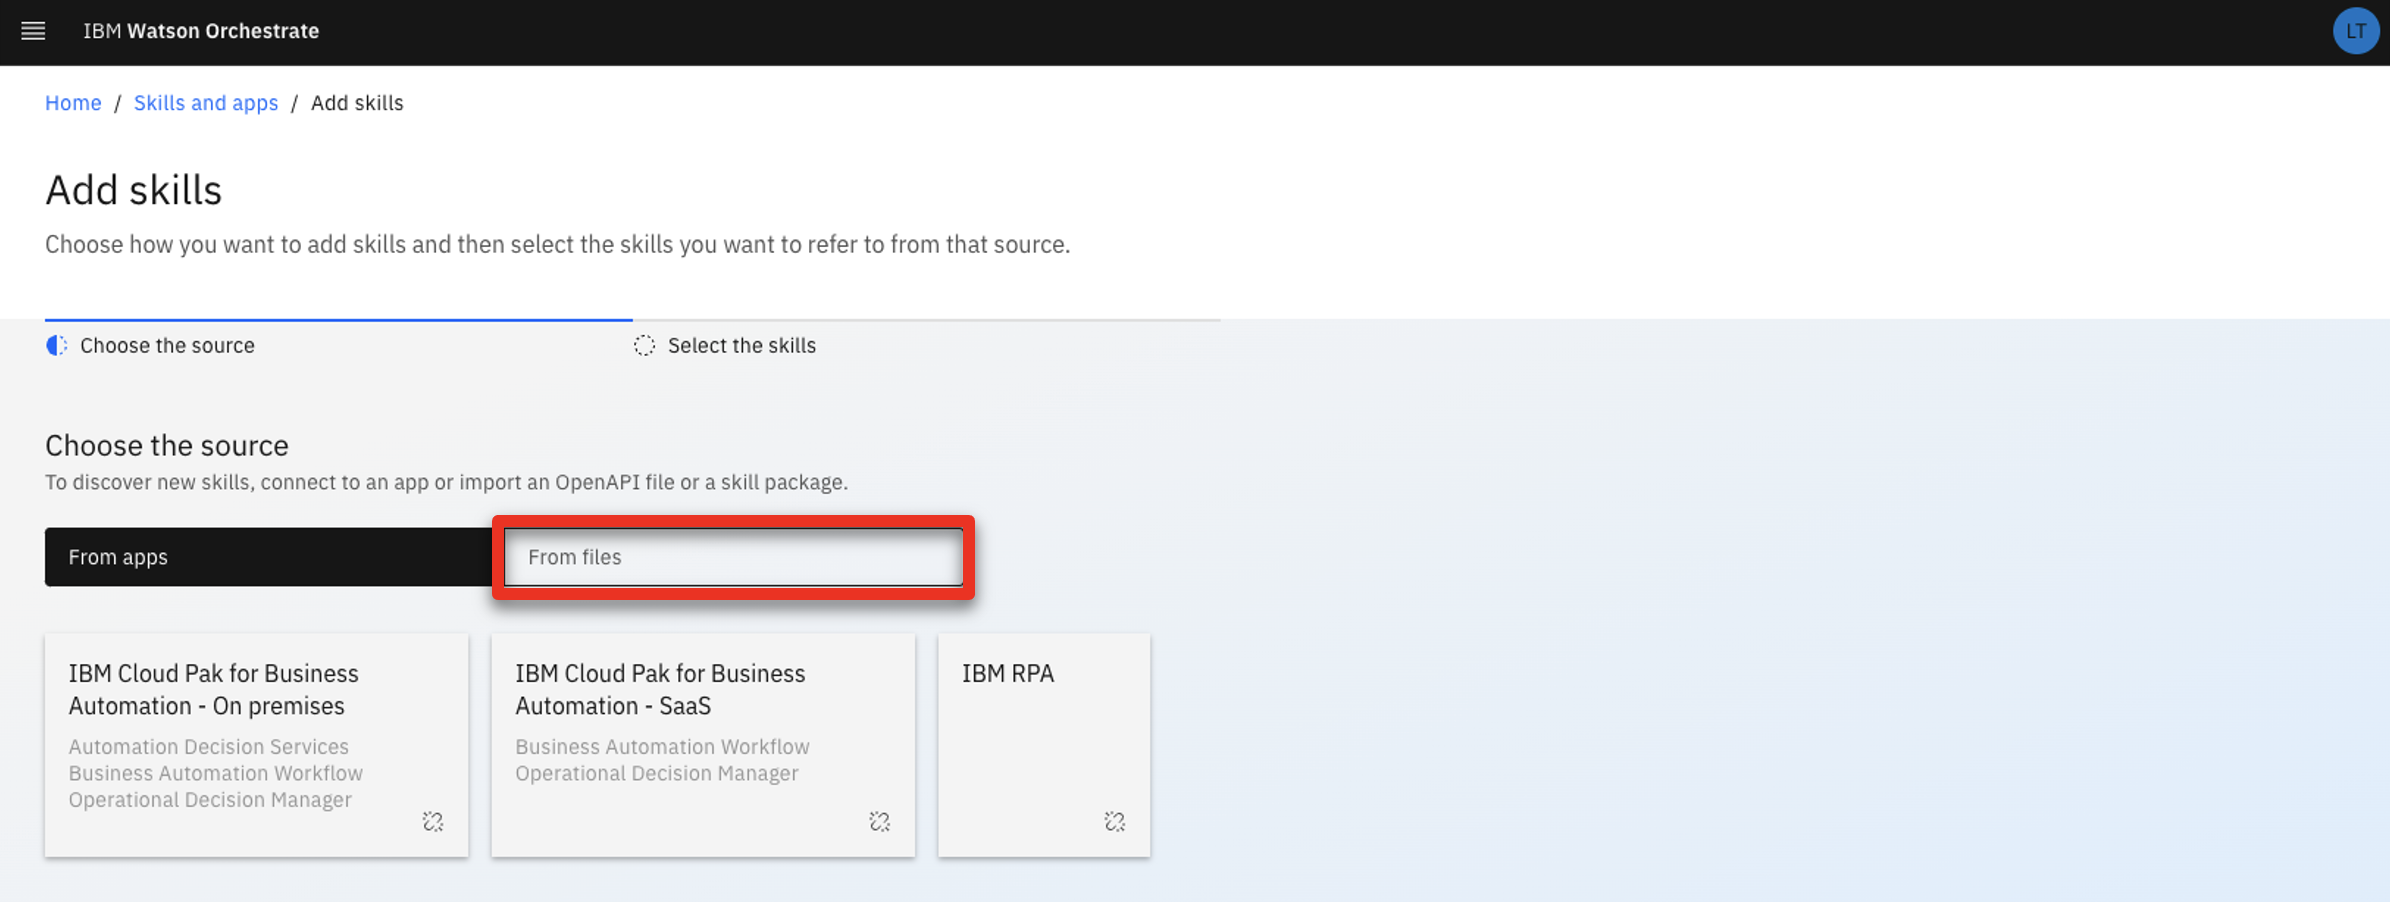 IBM Watson Orchestrate
LT
Home / Skills and apps / Add skills
Add skills
Choose how you want to add skills and then select the skills you want to refer to from that source.
Choose the source
Select the skills
Choose the source
To discover new skills, connect to an app or import an OpenAPI file or a skill package.
From apps
From files
IBM Cloud Pak for Business
Automation - On premises
Automation Decision Services
Business Automation Workflow
Operational Decision Manager
IBM Cloud Pak for Business
Automation - SaaS
Business Automation Workflow
Operational Decision Manager
IBM RPA